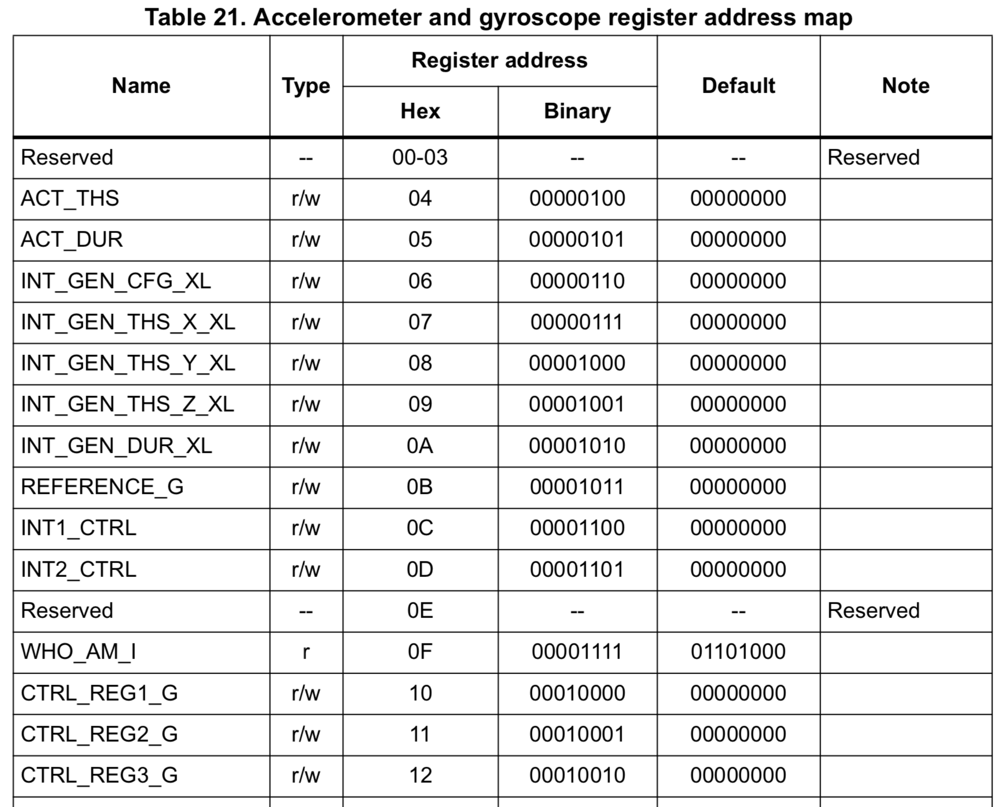 Table 21. Accelerometer and gyroscope register address map
Name Type Register address Default Note
Hex Binary
Reserved -- 00-03 -- -- Reserved
ACT_THS r/w 04 00000100 00000000
ACT_DUR r/w 05 00000101 00000000
INT_GEN_CFG_XL r/w 06 00000110 00000000
INT_GEN_THS_X_XL r/w 07 00000111 00000000
INT_GEN_THS_Y_XL r/w 08 00001000 00000000
INT_GEN_THS_Z_XL r/w 09 00001001 00000000
INT_GEN_DUR_XL r/w 0A 00001010 00000000
REFERENCE_G r/w 0B 00001011 00000000
INT1_CTRL r/w 0C 00001100 00000000
INT2_CTRL r/w 0D 00001101 00000000
Reserved -- 0E -- -- Reserved
WHO_AM_I r 0F 00001111 01101000
CTRL_REG1_G r/w 10 00010000 00000000
CTRL_REG2_G r/w 11 00010001 00000000
CTRL_REG3_G r/w 12 00010010 00000000